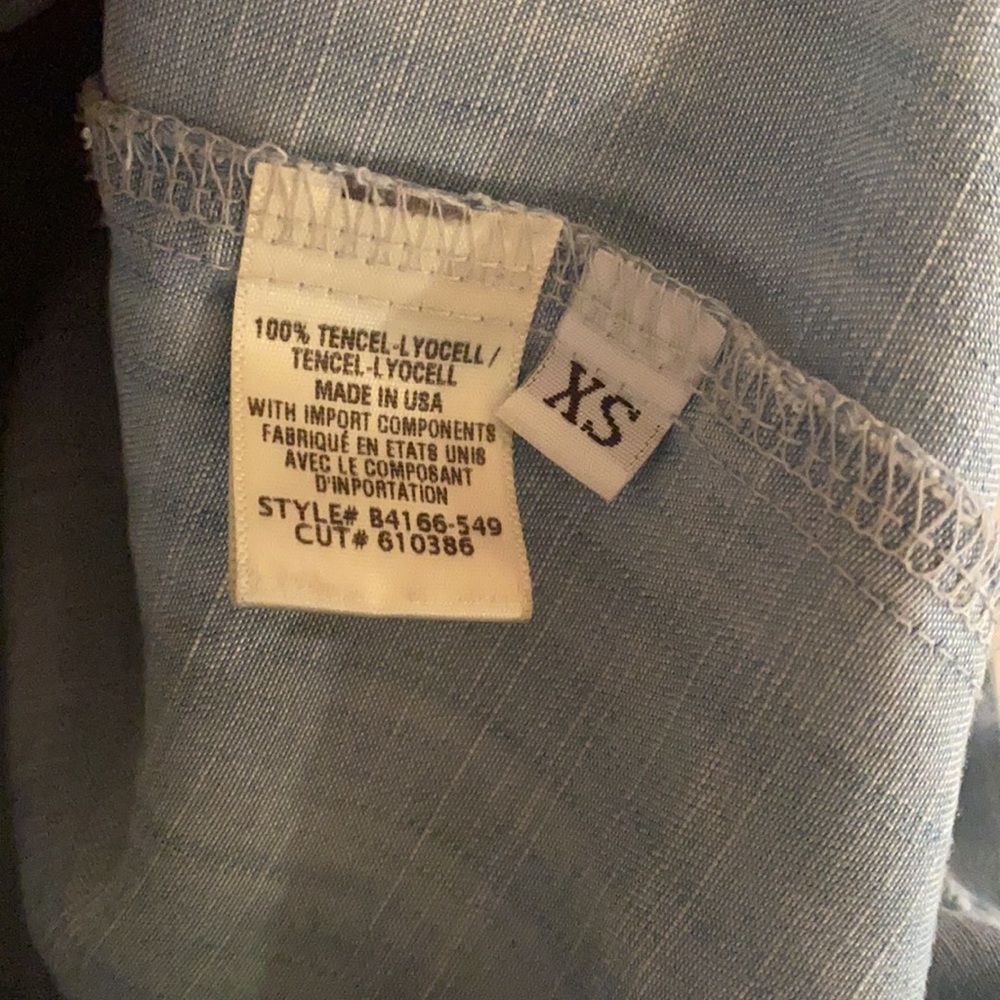 100% TENCEL-LYOCELL /
TENCEL-LYOCELL
MADE IN USA
WITH IMPORT COMPONENTS
FABRIQUÉ EN ETATS UNIS
AVEC LE COMPOSANT
D'INPORTATION
STYLE# B4166-549
CUT# 610386
XS